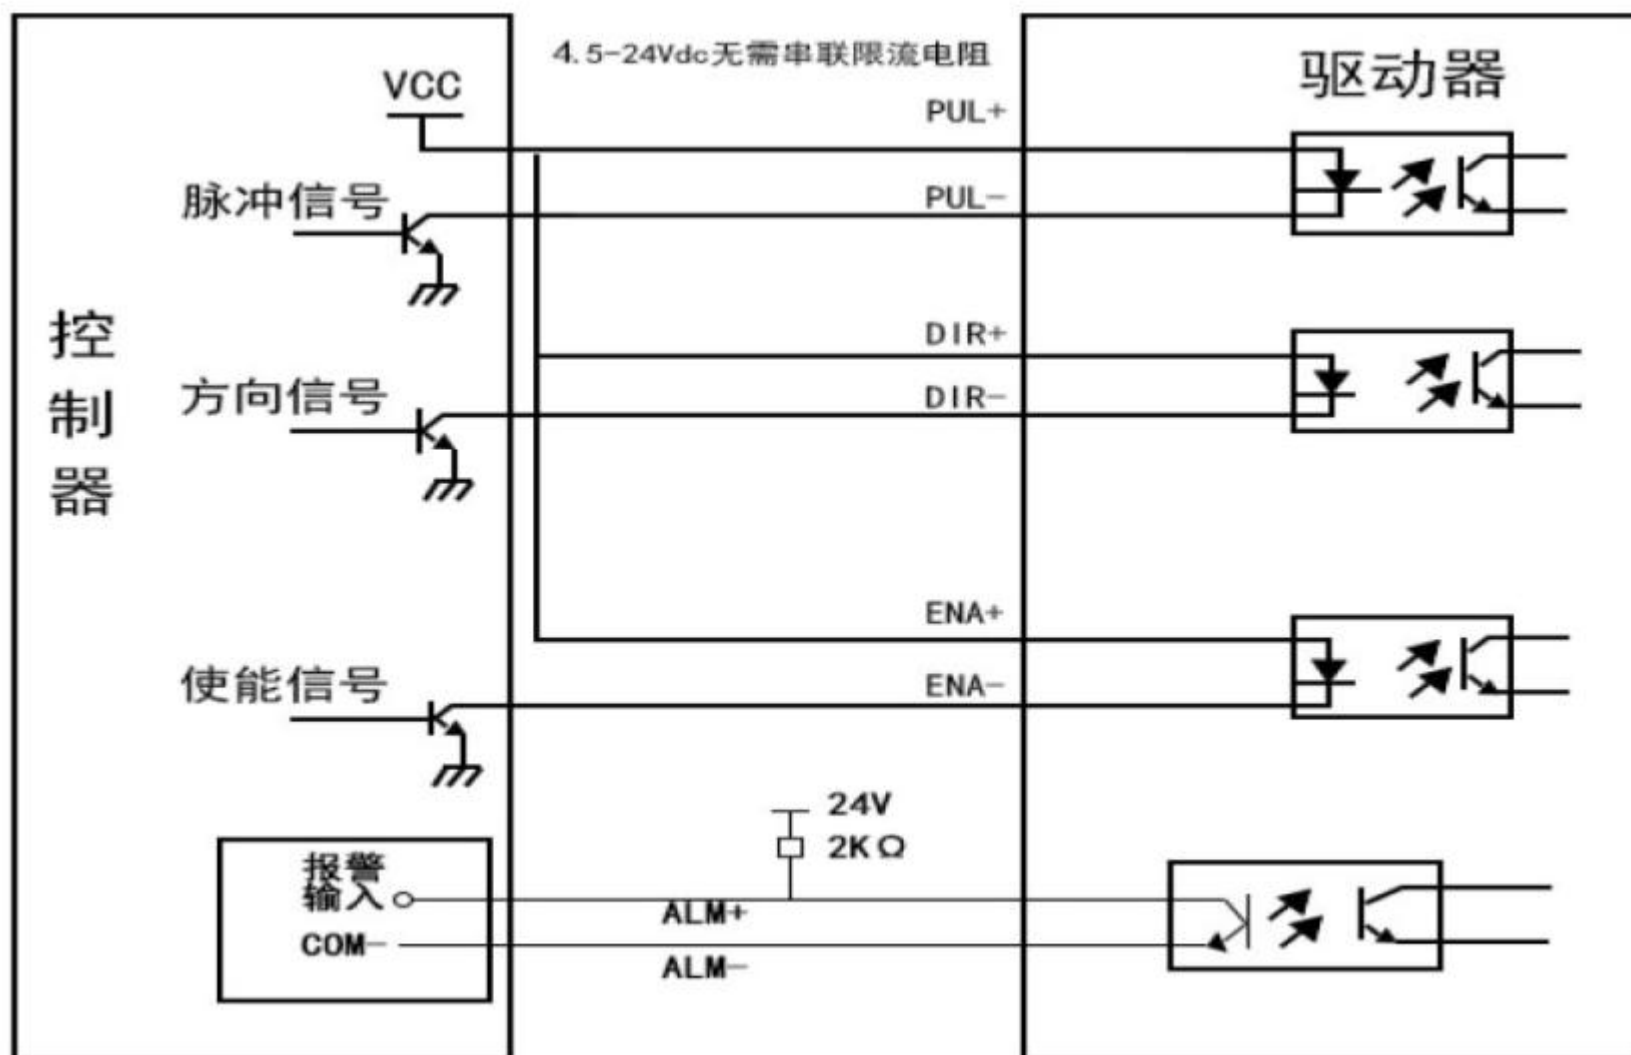 4.5-24Vdc无需串联限流电阻
驱动器
VCC
PUL+
脉冲信号
PUL-
控制器
DIR+
方向信号
DIR-
ENA+
使能信号
ENA-
24V
2KΩ
报警
输入
ALM+
COM-
ALM-